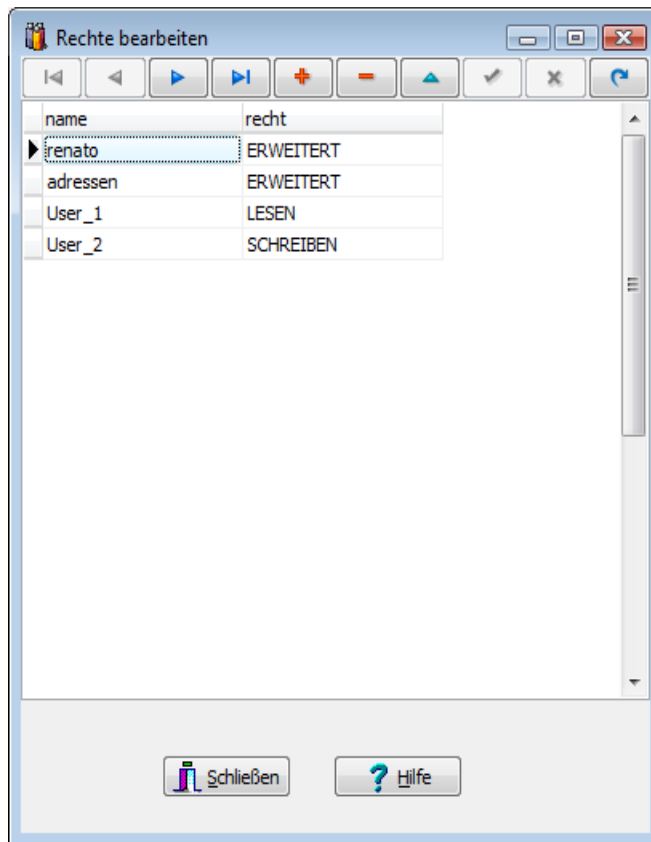 Rechte bearbeiten
name recht
renato ERWEITERT
adressen ERWEITERT
User_1 LESEN
User_2 SCHREIBEN
Schließen Hilfe